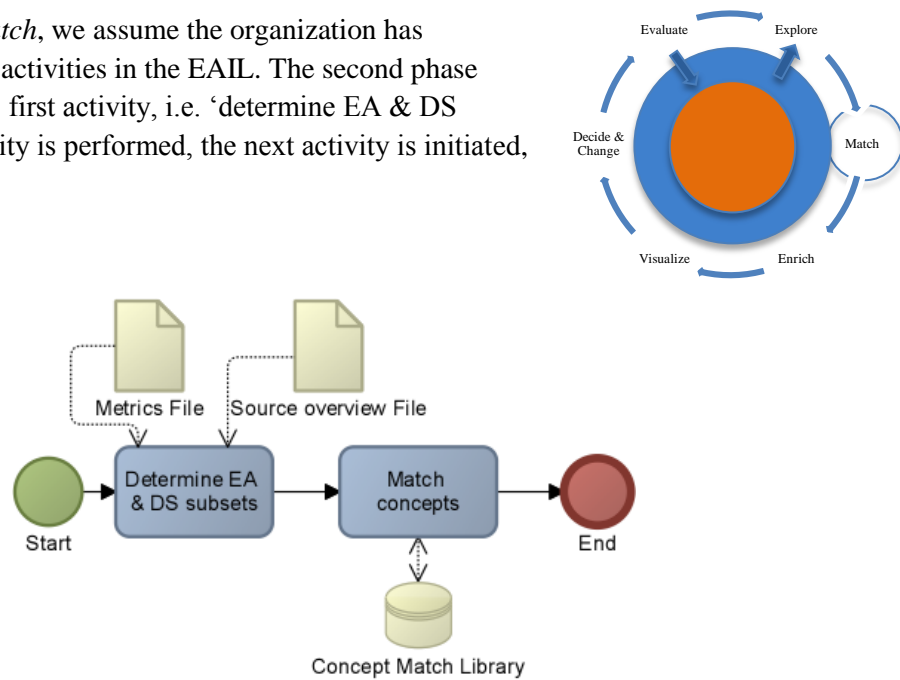 tch, we assume the organization has
activities in the EAIL. The second phase
first activity, i.e. ‘determine EA & DS
ity is performed, the next activity is initiated,
Evaluate
Explore
Decide &
Change
Match
Visualize
Enrich
Metrics File
Source overview File
Determine EA
& DS subsets
Match
concepts
Start
End
Concept Match Library